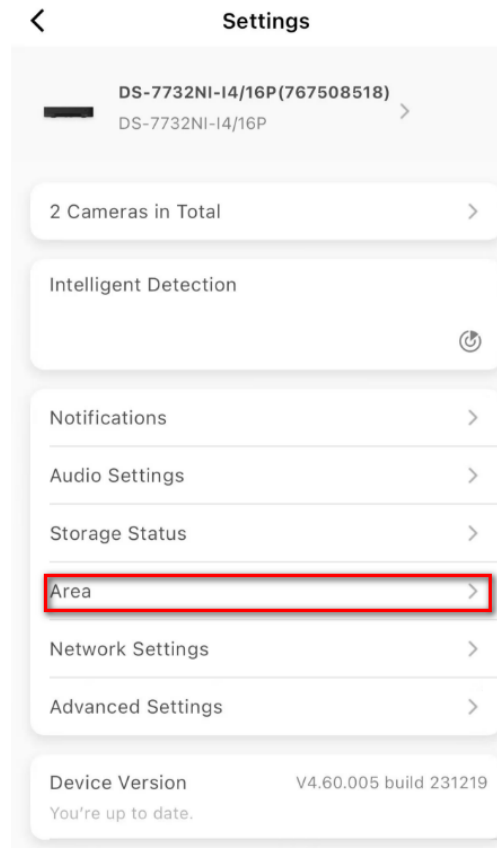 Settings
DS-7732NI-I4/16P(767508518)
DS-7732NI-I4/16P
2 Cameras in Total
Intelligent Detection
Notifications
Audio Settings
Storage Status
Area
Network Settings
Advanced Settings
Device Version V4.60.005 build 231219
You're up to date.